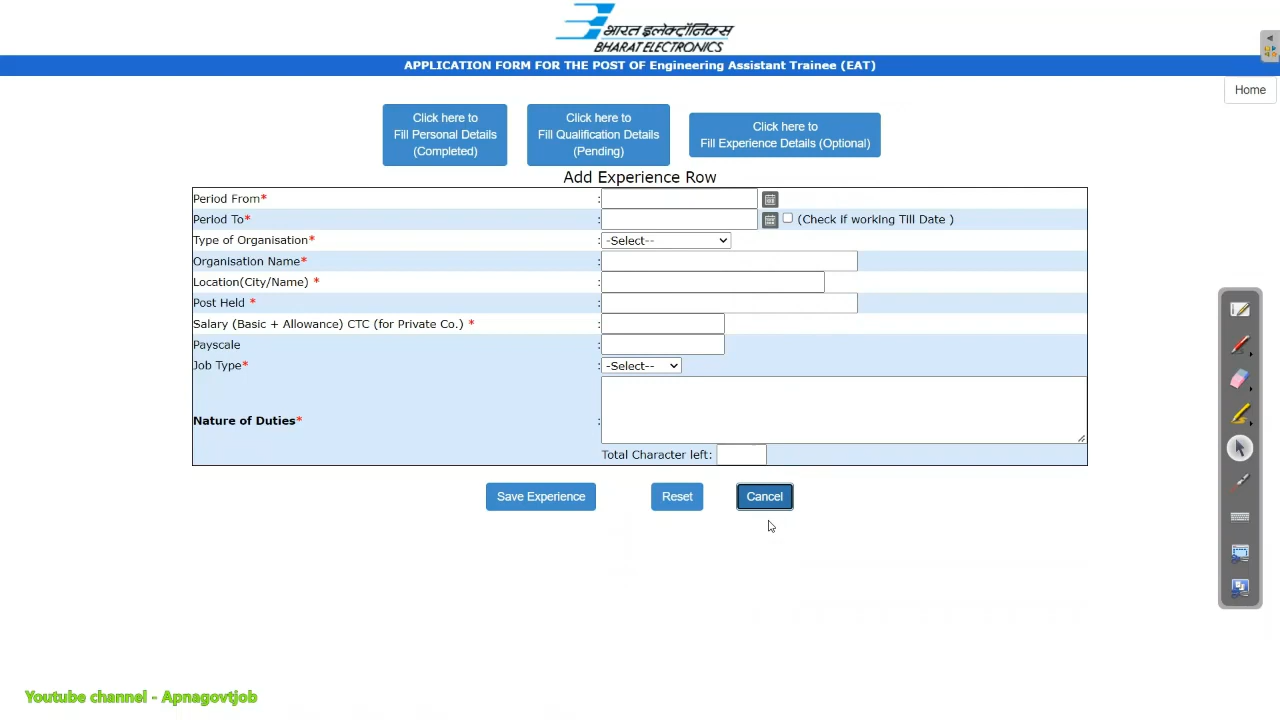 भारत इलेक्ट्रॉनिक्स
BHARAT ELECTRONICS
APPLICATION FORM FOR THE POST OF Engineering Assistant Trainee (EAT)
Home
Click here to
Fill Personal Details
(Completed)
Click here to
Fill Qualification Details
(Pending)
Click here to
Fill Experience Details (Optional)
Add Experience Row
Period From* :
Period To* : (Check if working Till Date )
Type of Organisation* : -Select--
Organisation Name* :
Location(City/Name) * :
Post Held * :
Salary (Basic + Allowance) CTC (for Private Co.) * :
Payscale :
Job Type* : -Select--
Nature of Duties* :
Total Character left:
Save Experience Reset Cancel
Youtube channel - Apnagovtjob